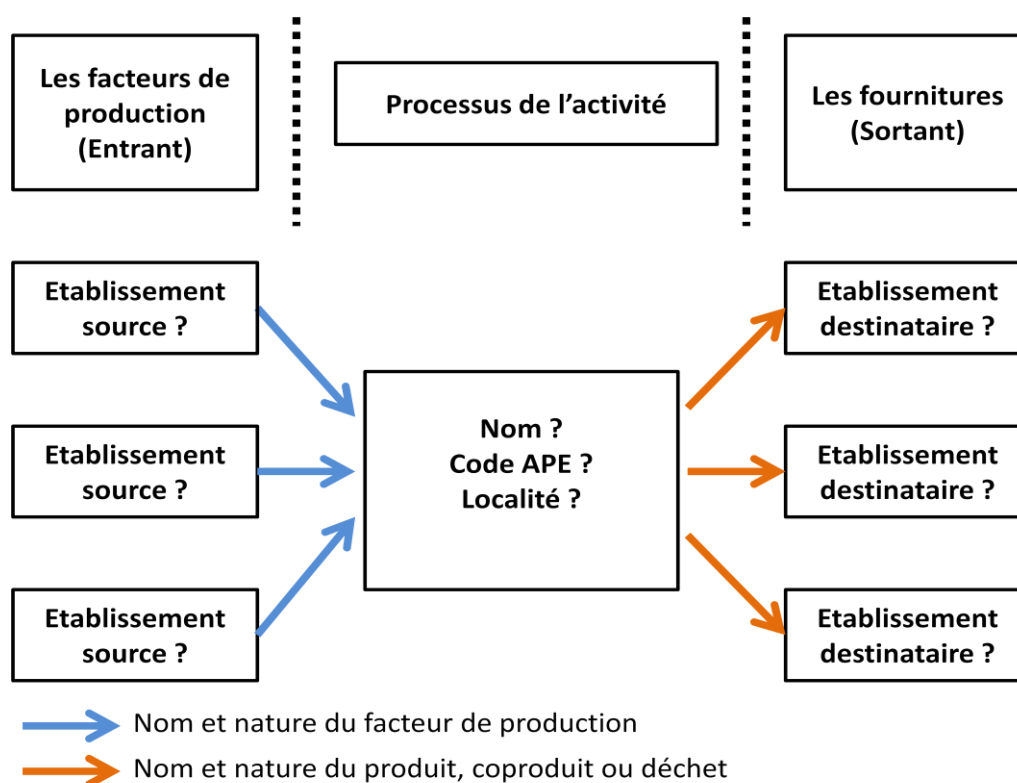 Les facteurs de
production
(Entrant)
Processus de l’activité
Les fournitures
(Sortant)
Etablissement
source ?
Etablissement
destinataire ?
Nom ?
Code APE ?
Localité ?
Etablissement
source ?
Etablissement
destinataire ?
Etablissement
source ?
Etablissement
destinataire ?
Nom et nature du facteur de production
Nom et nature du produit, coproduit ou déchet